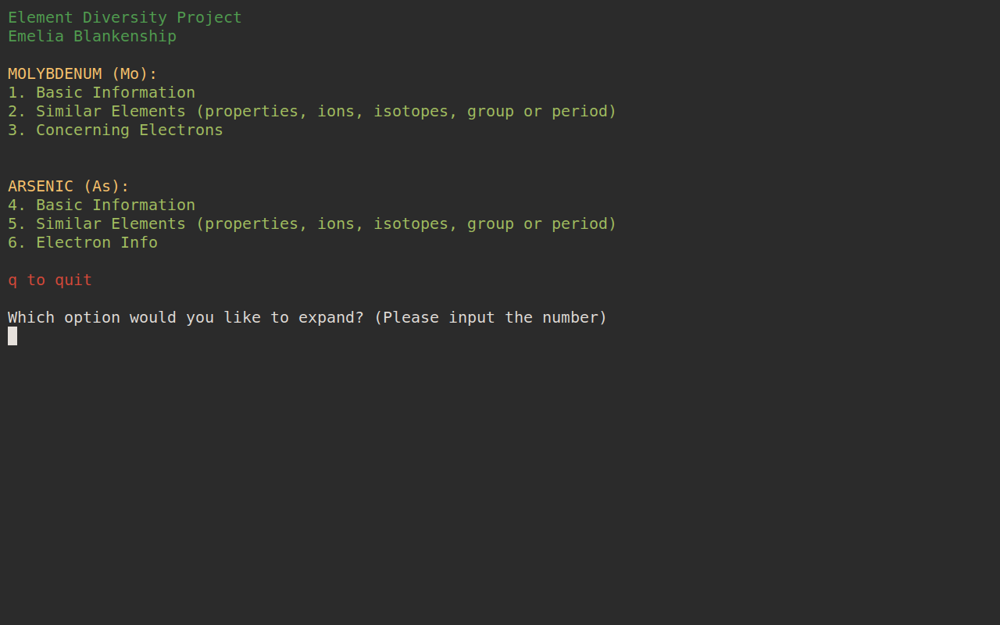 Element Diversity Project
Emelia Blankenship
MOLYBDENUM (Mo):
1. Basic Information
2. Similar Elements (properties, ions, isotopes, group or period)
3. Concerning Electrons
ARSENIC (As):
4. Basic Information
5. Similar Elements (properties, ions, isotopes, group or period)
6. Electron Info
q to quit
Which option would you like to expand? (Please input the number)